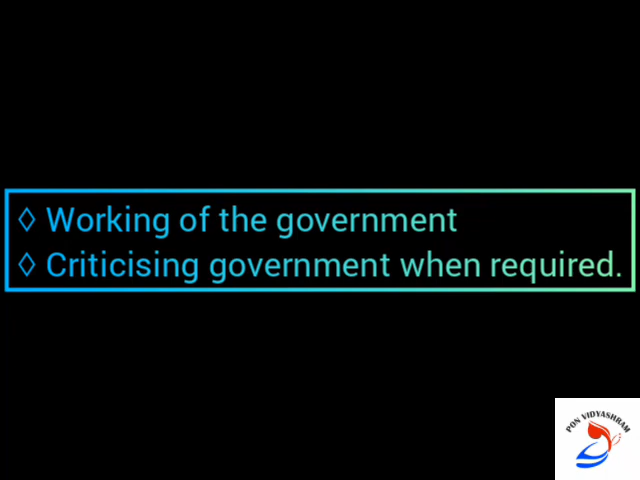 ◊ Working of the government
◊ Criticising government when required.
PON VIDYASHRAM